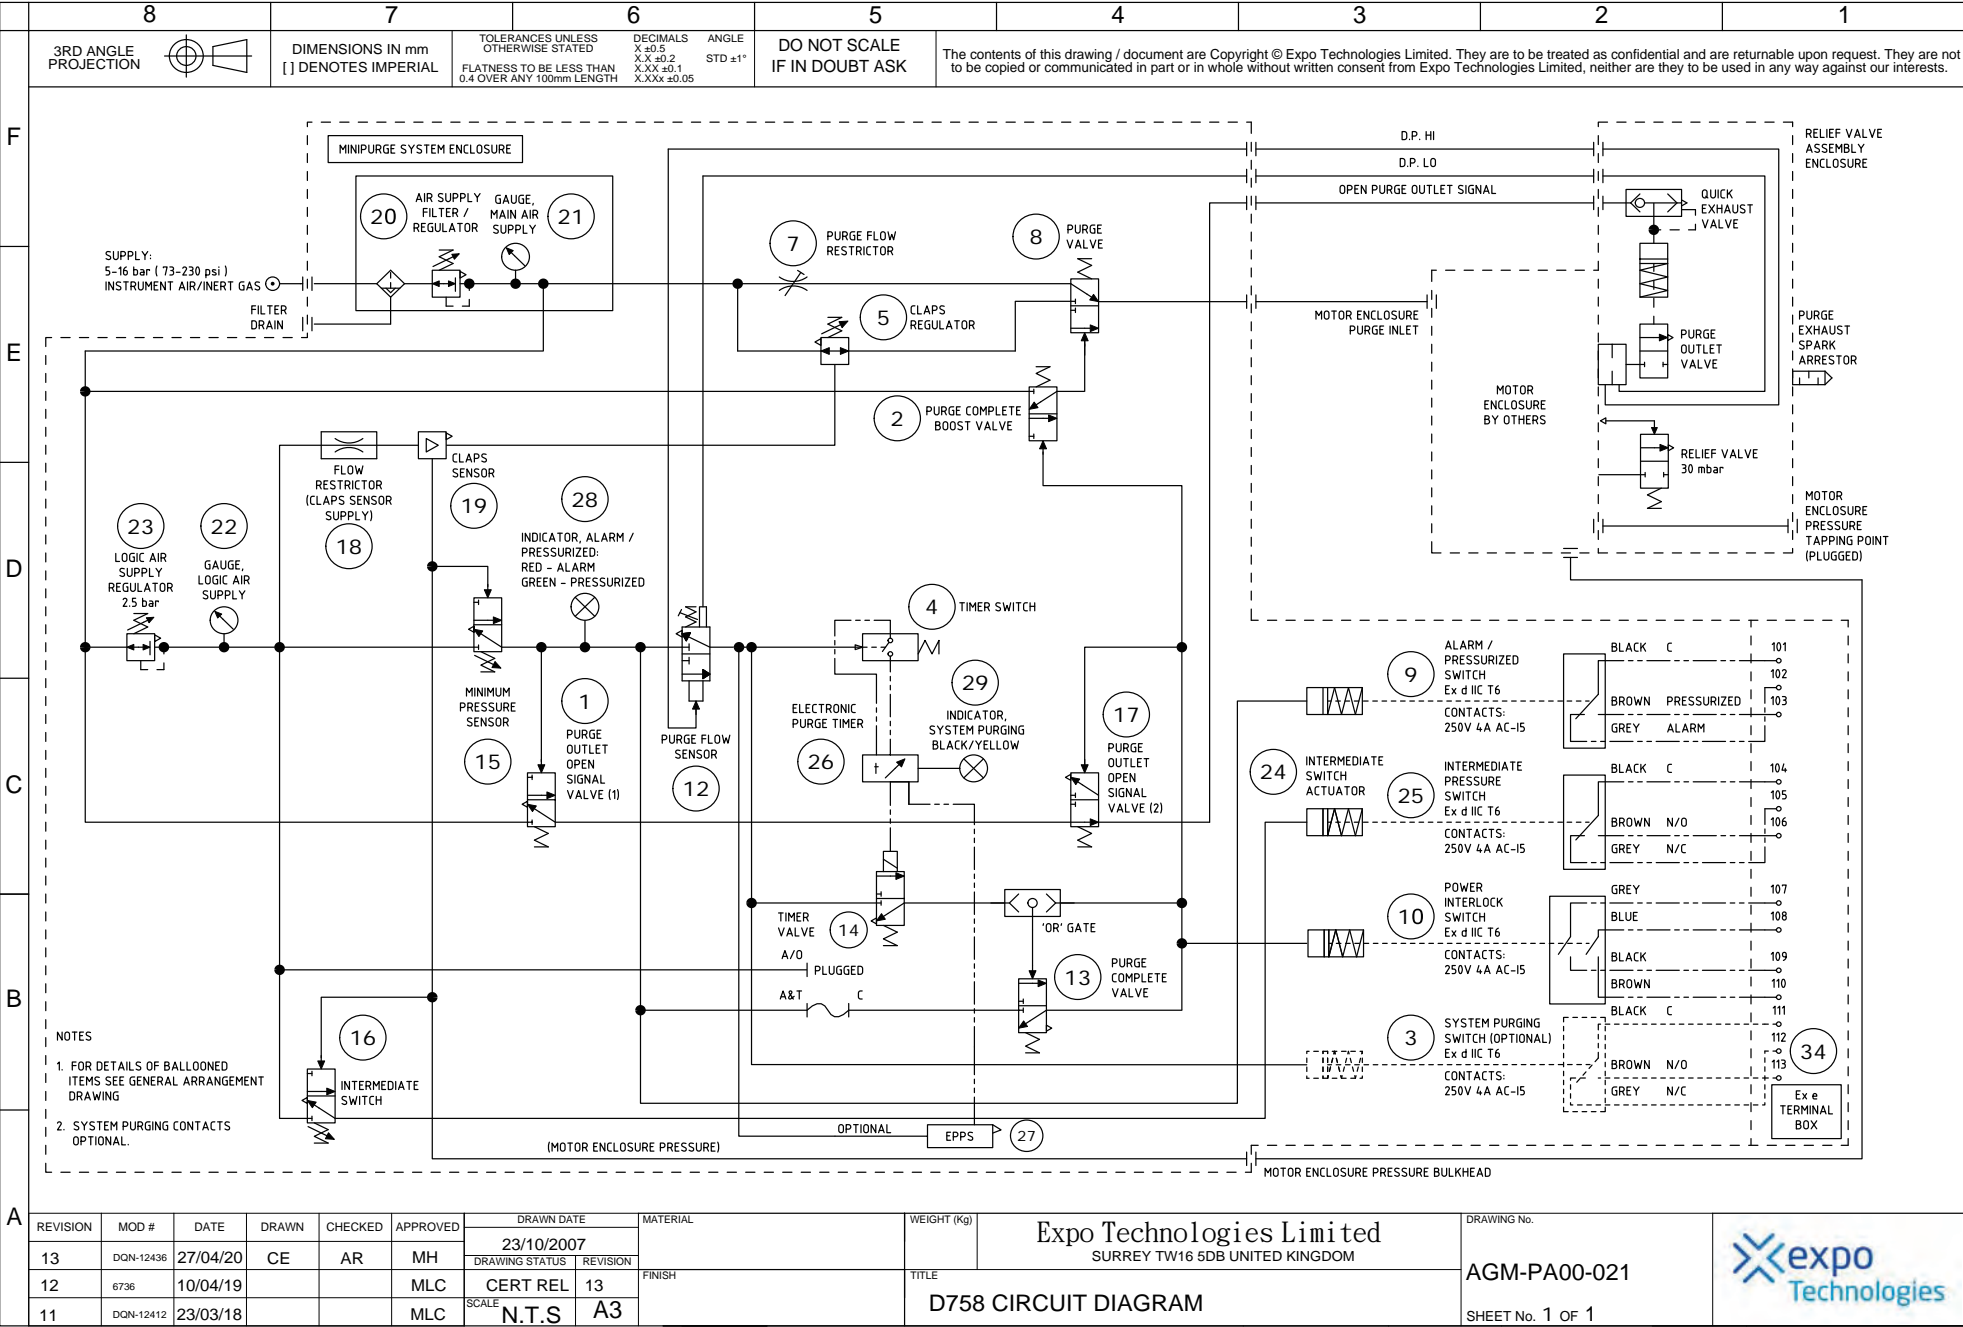 8 7 6 5 4 3 2 1
3RD ANGLE
PROJECTION
DIMENSIONS IN mm
[ ] DENOTES IMPERIAL
TOLERANCES UNLESS
OTHERWISE STATED
FLATNESS TO BE LESS THAN
0.4 OVER ANY 100mm LENGTH
DECIMALS
X ±0.5
X.X ±0.2
X.XX ±0.1
X.XXX ±0.05
ANGLE
STD ±1°
DO NOT SCALE
IF IN DOUBT ASK
The contents of this drawing / document are Copyright © Expo Technologies Limited. They are to be treated as confidential and are returnable upon request. They are not
to be copied or communicated in part or in whole without written consent from Expo Technologies Limited, neither are they to be used in any way against our interests.
F
E
D
C
B
A
MINIPURGE SYSTEM ENCLOSURE
20
AIR SUPPLY
FILTER /
REGULATOR
GAUGE,
MAIN AIR
SUPPLY
21
SUPPLY:
5-16 bar ( 73-230 psi )
INSTRUMENT AIR/INERT GAS
FILTER
DRAIN
7
PURGE FLOW
RESTRICTOR
8
PURGE
VALVE
5
CLAPS
REGULATOR
2
PURGE COMPLETE
BOOST VALVE
D.P. HI
D.P. LO
OPEN PURGE OUTLET SIGNAL
RELIEF VALVE
ASSEMBLY
ENCLOSURE
QUICK
EXHAUST
VALVE
MOTOR ENCLOSURE
PURGE INLET
PURGE
OUTLET
VALVE
PURGE
EXHAUST
SPARK
ARRESTOR
MOTOR
ENCLOSURE
BY OTHERS
RELIEF VALVE
30 mbar
MOTOR
ENCLOSURE
PRESSURE
TAPPING POINT
(PLUGGED)
FLOW
RESTRICTOR
(CLAPS SENSOR
SUPPLY)
18
CLAPS
SENSOR
19
28
INDICATOR, ALARM /
PRESSURIZED:
RED - ALARM
GREEN - PRESSURIZED
23
LOGIC AIR
SUPPLY
REGULATOR
2.5 bar
22
GAUGE,
LOGIC AIR
SUPPLY
4
TIMER SWITCH
MINIMUM
PRESSURE
SENSOR
15
1
PURGE
OUTLET
OPEN
SIGNAL
VALVE (1)
PURGE FLOW
SENSOR
12
ELECTRONIC
PURGE TIMER
26
t
29
INDICATOR,
SYSTEM PURGING
BLACK/YELLOW
17
PURGE
OUTLET
OPEN
SIGNAL
VALVE (2)
9
ALARM /
PRESSURIZED
SWITCH
Ex d IIC T6
CONTACTS:
250V 4A AC-15
BLACK C
BROWN PRESSURIZED
GREY ALARM
101
102
103
24
INTERMEDIATE
SWITCH
ACTUATOR
25
INTERMEDIATE
PRESSURE
SWITCH
Ex d IIC T6
CONTACTS:
250V 4A AC-15
BLACK C
BROWN N/O
GREY N/C
104
105
106
10
POWER
INTERLOCK
SWITCH
Ex d IIC T6
CONTACTS:
250V 4A AC-15
GREY
BLUE
BLACK
BROWN
107
108
109
110
3
SYSTEM PURGING
SWITCH (OPTIONAL)
Ex d IIC T6
CONTACTS:
250V 4A AC-15
BLACK C
BROWN N/O
GREY N/C
111
112
113
34
Ex e
TERMINAL
BOX
TIMER
VALVE
14
'OR' GATE
A/O
PLUGGED
A&T C
13
PURGE
COMPLETE
VALVE
16
INTERMEDIATE
SWITCH
NOTES
1. FOR DETAILS OF BALLOONED
ITEMS SEE GENERAL ARRANGEMENT
DRAWING
2. SYSTEM PURGING CONTACTS
OPTIONAL.
OPTIONAL
EPPS
27
(MOTOR ENCLOSURE PRESSURE)
MOTOR ENCLOSURE PRESSURE BULKHEAD
REVISION MOD # DATE DRAWN CHECKED APPROVED
13 DQN-12436 27/04/20 CE AR MH
12 6736 10/04/19 MLC
11 DQN-12412 23/03/18 MLC
DRAWN DATE
23/10/2007
DRAWING STATUS REVISION
CERT REL 13
SCALE N.T.S A3
MATERIAL
FINISH
WEIGHT (Kg)
Expo Technologies Limited
SURREY TW16 5DB UNITED KINGDOM
TITLE
D758 CIRCUIT DIAGRAM
DRAWING No.
AGM-PA00-021
SHEET No. 1 OF 1
expo
Technologies